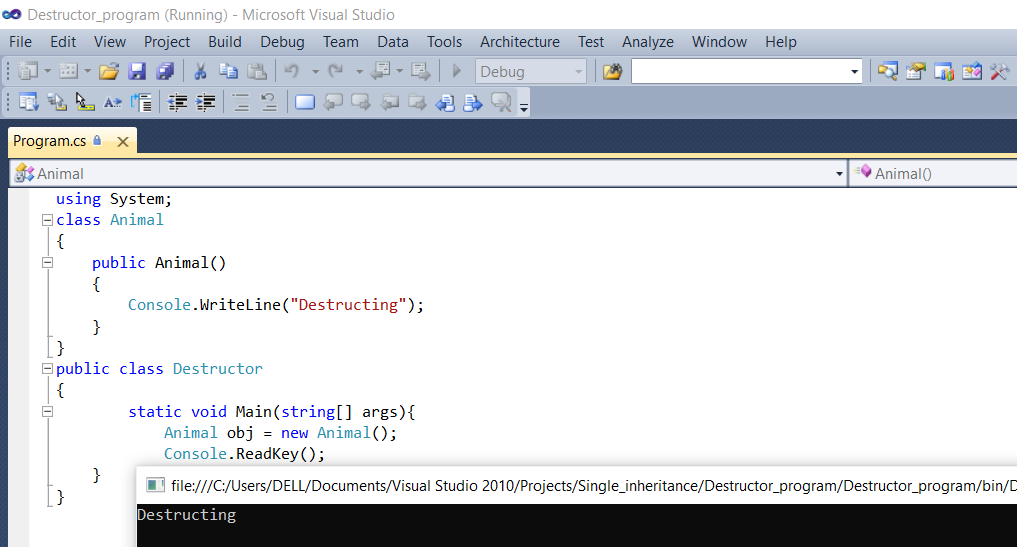 Destructor_program (Running) - Microsoft Visual Studio
File Edit View Project Build Debug Team Data Tools Architecture Test Analyze Window Help
Debug
Program.cs
Animal Animal()
using System;
class Animal
{
public Animal()
{
Console.WriteLine("Destructing");
}
}
public class Destructor
{
static void Main(string[] args){
Animal obj = new Animal();
Console.ReadKey();
}
}
file:///C:/Users/DELL/Documents/Visual Studio 2010/Projects/Single_inheritance/Destructor_program/Destructor_program/bin/D
Destructing